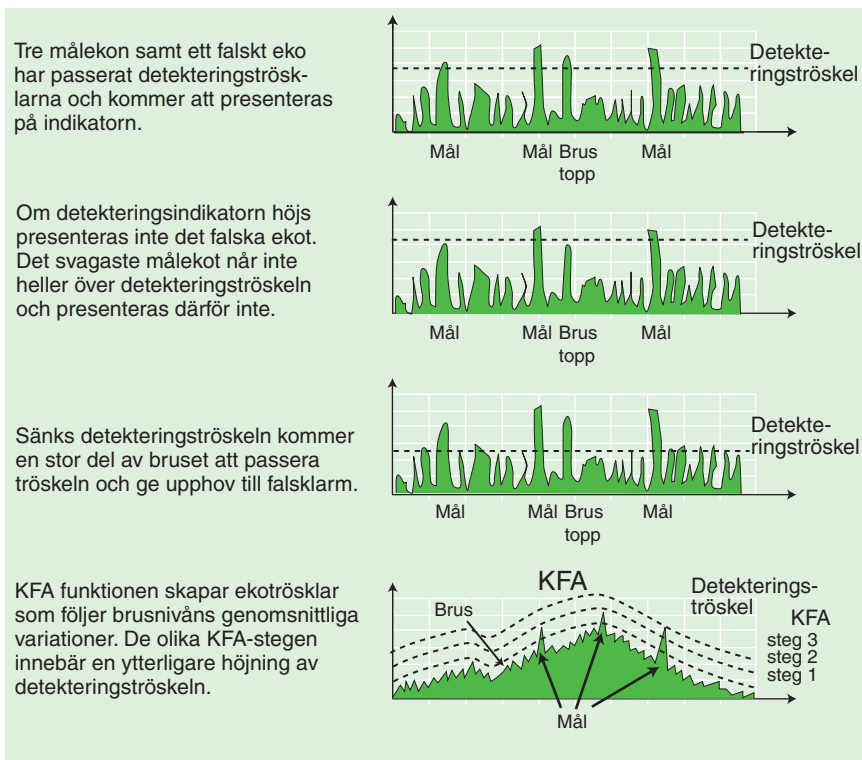 Tre målekon samt ett falskt eko
har passerat detekteringströsk-
larna och kommer att presenteras
på indikatorn.
Detekte-
ringströskel
Mål
Mål Brus
topp
Mål
Om detekteringsindikatorn höjs
presenteras inte det falska ekot.
Det svagaste målekot når inte
heller över detekteringströskeln
och presenteras därför inte.
Detekte-
ringströskel
Mål
Mål Brus
topp
Mål
Sänks detekteringströskeln kommer
en stor del av bruset att passera
tröskeln och ge upphov till falsklarm.
Detekte-
ringströskel
Mål
Mål Brus
topp
Mål
KFA funktionen skapar ekotrösklar
som följer brusnivåns genomsnittliga
variationer. De olika KFA-stegen
innebär en ytterligare höjning av
detekteringströskeln.
KFA
Brus
Detekterings-
tröskel
KFA
steg 3
steg 2
steg 1
Mål